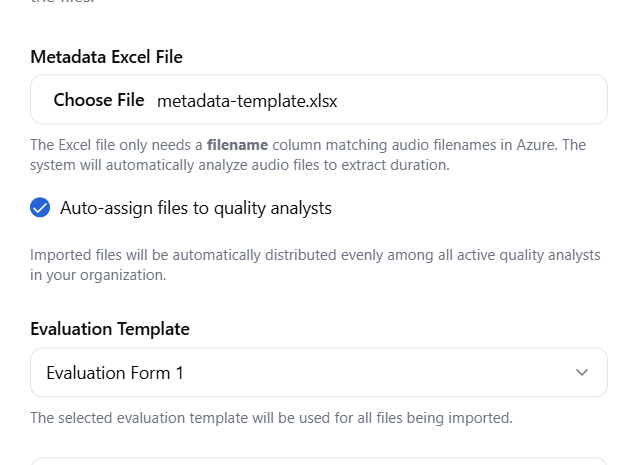 the files.
Metadata Excel File
Choose File metadata-template.xlsx
The Excel file only needs a filename column matching audio filenames in Azure. The
system will automatically analyze audio files to extract duration.
Auto-assign files to quality analysts
Imported files will be automatically distributed evenly among all active quality analysts
in your organization.
Evaluation Template
Evaluation Form 1
The selected evaluation template will be used for all files being imported.